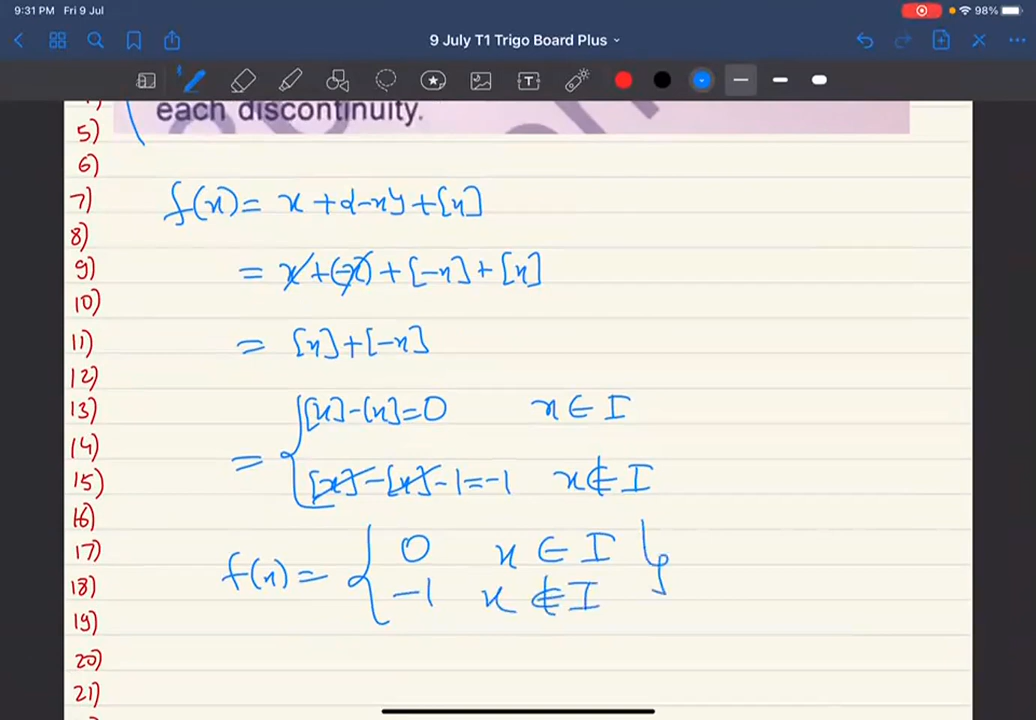 9:31 PM Fri 9 Jul 98%
9 July T1 Trigo Board Plus
each discontinuity.
5)
6)
7) f(x) = x + {-x} + [x]
8)
9) = x + (-x) + [-x] + [x]
10)
11) = [x] + [-x]
12)
13) [x] - [x] = 0 x ∈ I
14) =
15) [x] - [x] - 1 = -1 x ∉ I
16)
17) 0 x ∈ I
f(x) =
18) -1 x ∉ I
19)
20)
21)